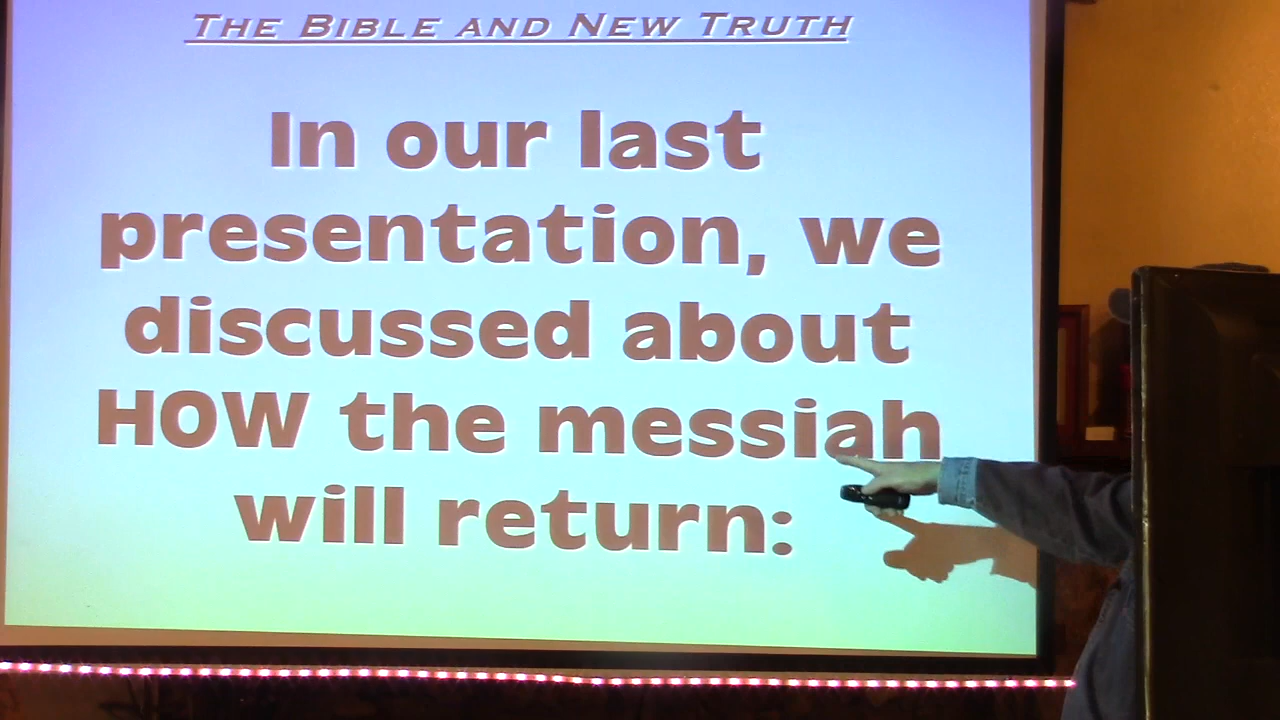 THE BIBLE AND NEW TRUTH
In our last
presentation, we
discussed about
HOW the messiah
will return: